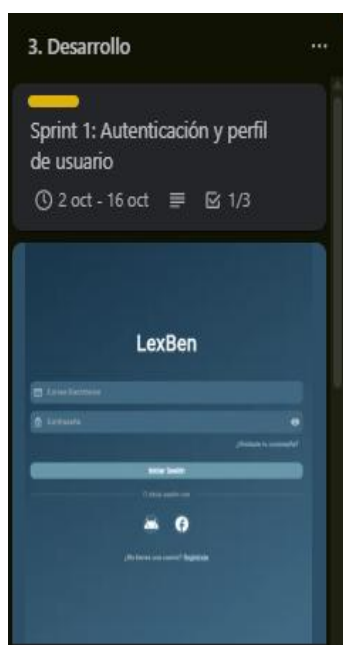 3. Desarrollo
Sprint 1: Autenticación y perfil
de usuario
2 oct - 16 oct
1/3
LexBen
Correo Electrónico
Contraseña
¿Olvidaste tu contraseña?
Iniciar Sesión
¿No tienes una cuenta? Regístrate